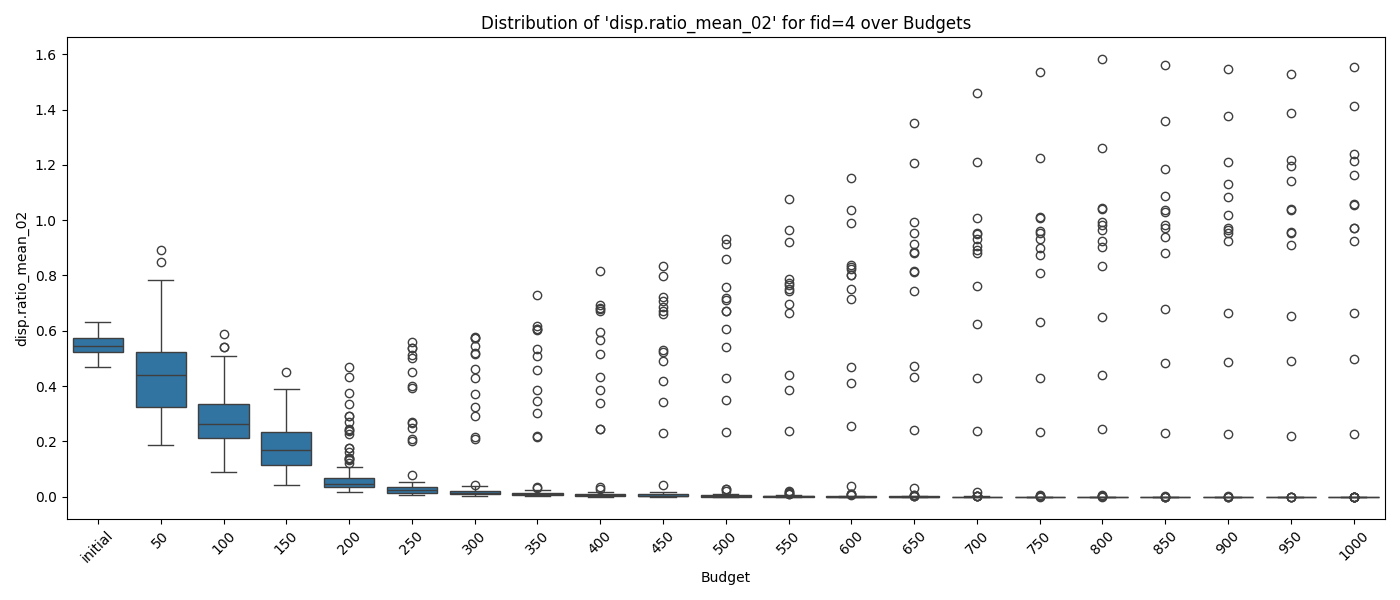 Distribution of 'disp.ratio_mean_02' for fid=4 over Budgets
disp.ratio_mean_02
1.6
1.4
1.2
1.0
0.8
0.6
0.4
0.2
0.0
initial 50 100 150 200 250 300 350 400 450 500 550 600 650 700 750 800 850 900 950 1000
Budget